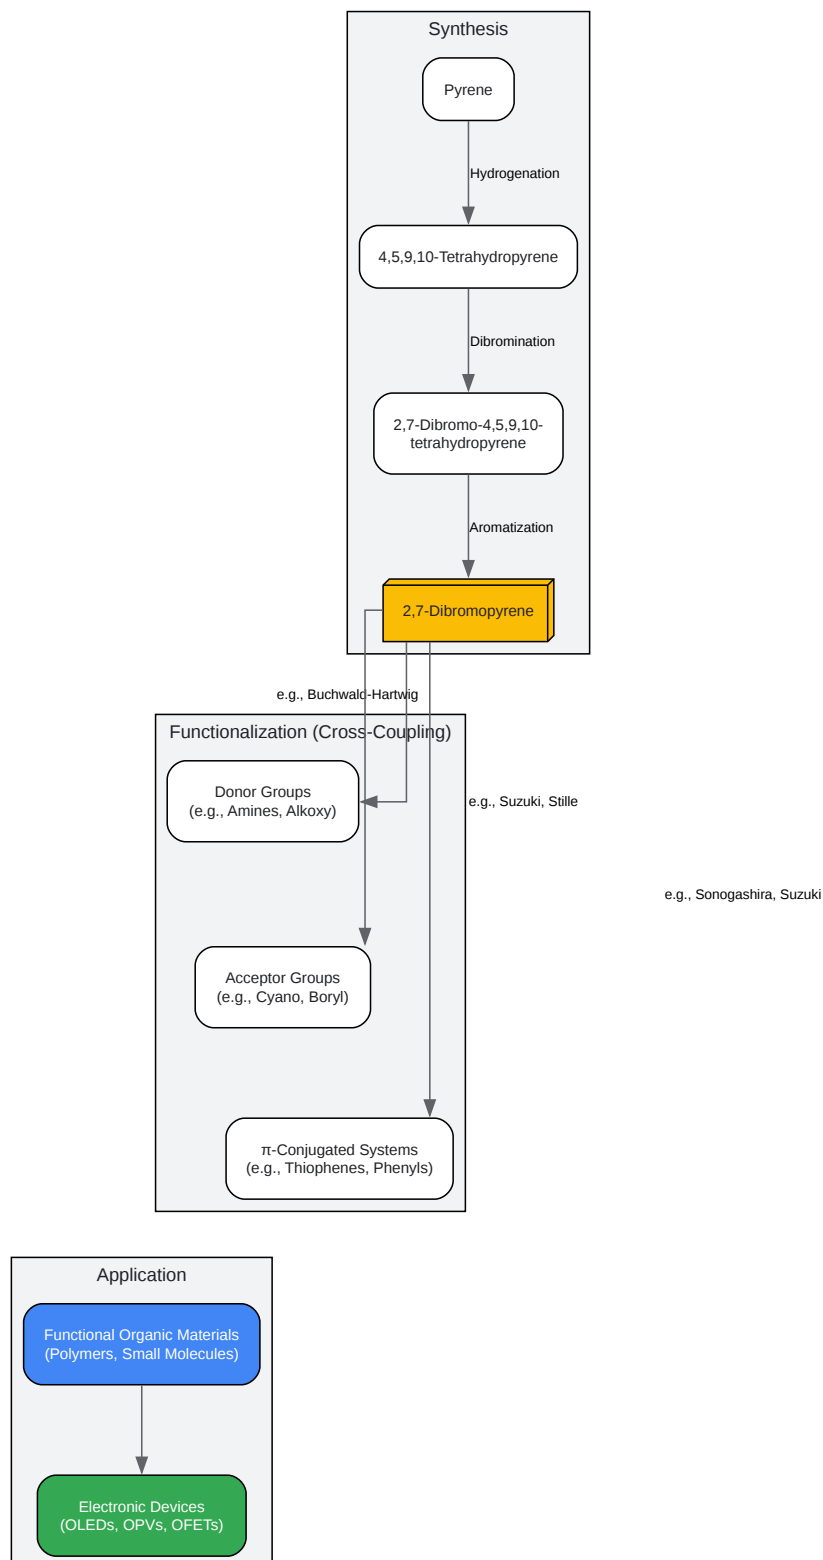 Synthesis
Pyrene
Hydrogenation
4,5,9,10-Tetrahydropyrene
Dibromination
2,7-Dibromo-4,5,9,10-
tetrahydropyrene
Aromatization
2,7-Dibromopyrene
e.g., Buchwald-Hartwig
Functionalization (Cross-Coupling)
Donor Groups
(e.g., Amines, Alkoxy)
e.g., Suzuki, Stille
e.g., Sonogashira, Suzuki
Acceptor Groups
(e.g., Cyano, Boryl)
π-Conjugated Systems
(e.g., Thiophenes, Phenyls)
Application
Functional Organic Materials
(Polymers, Small Molecules)
Electronic Devices
(OLEDs, OPVs, OFETs)